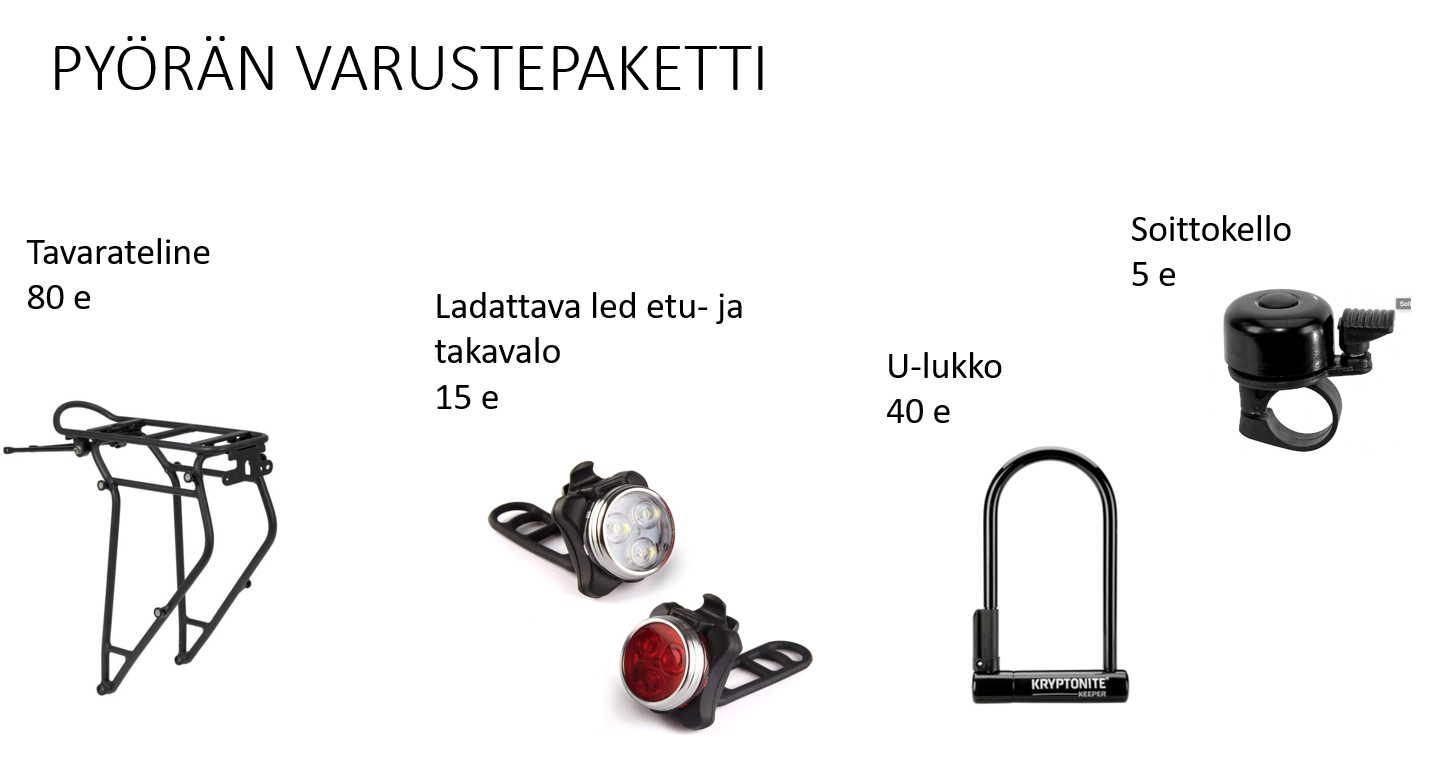 PYÖRÄN VARUSTEPAKETTI
Tavarateline
80 e
Ladattava led etu- ja
takavalo
15 e
U-lukko
40 e
Soittokello
5 e
KRYPTONITE
KEEPER